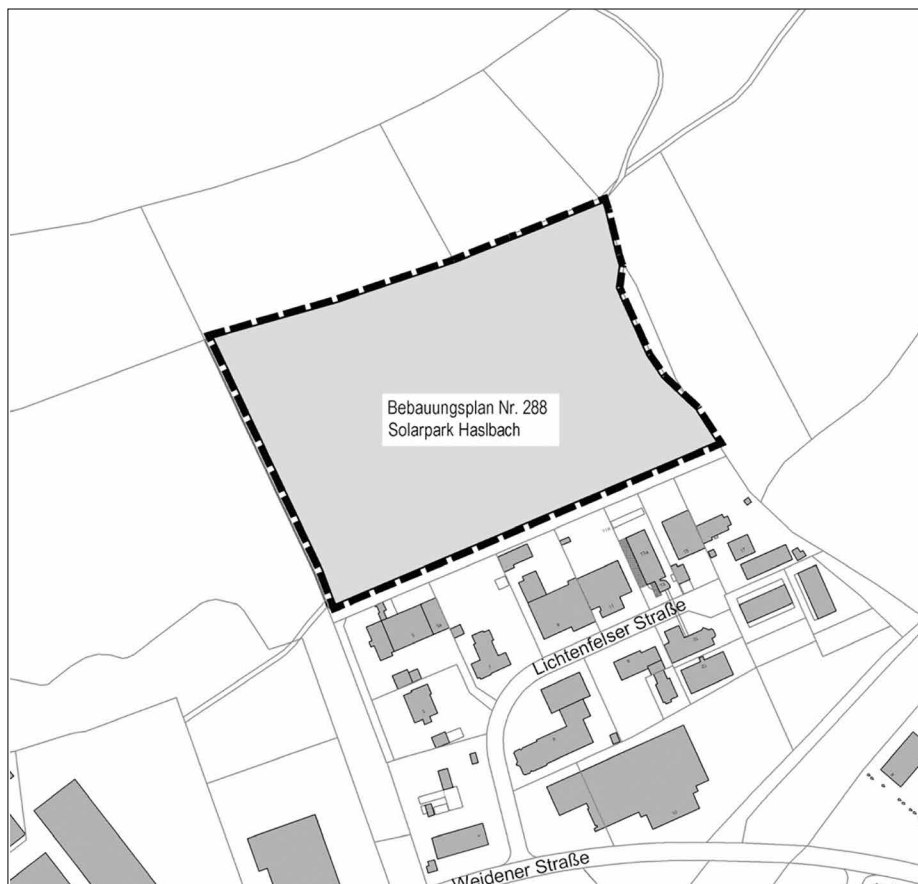 Bebauungsplan Nr. 288
Solarpark Haslbach
Lichtenfelser Straße
Weidener Straße